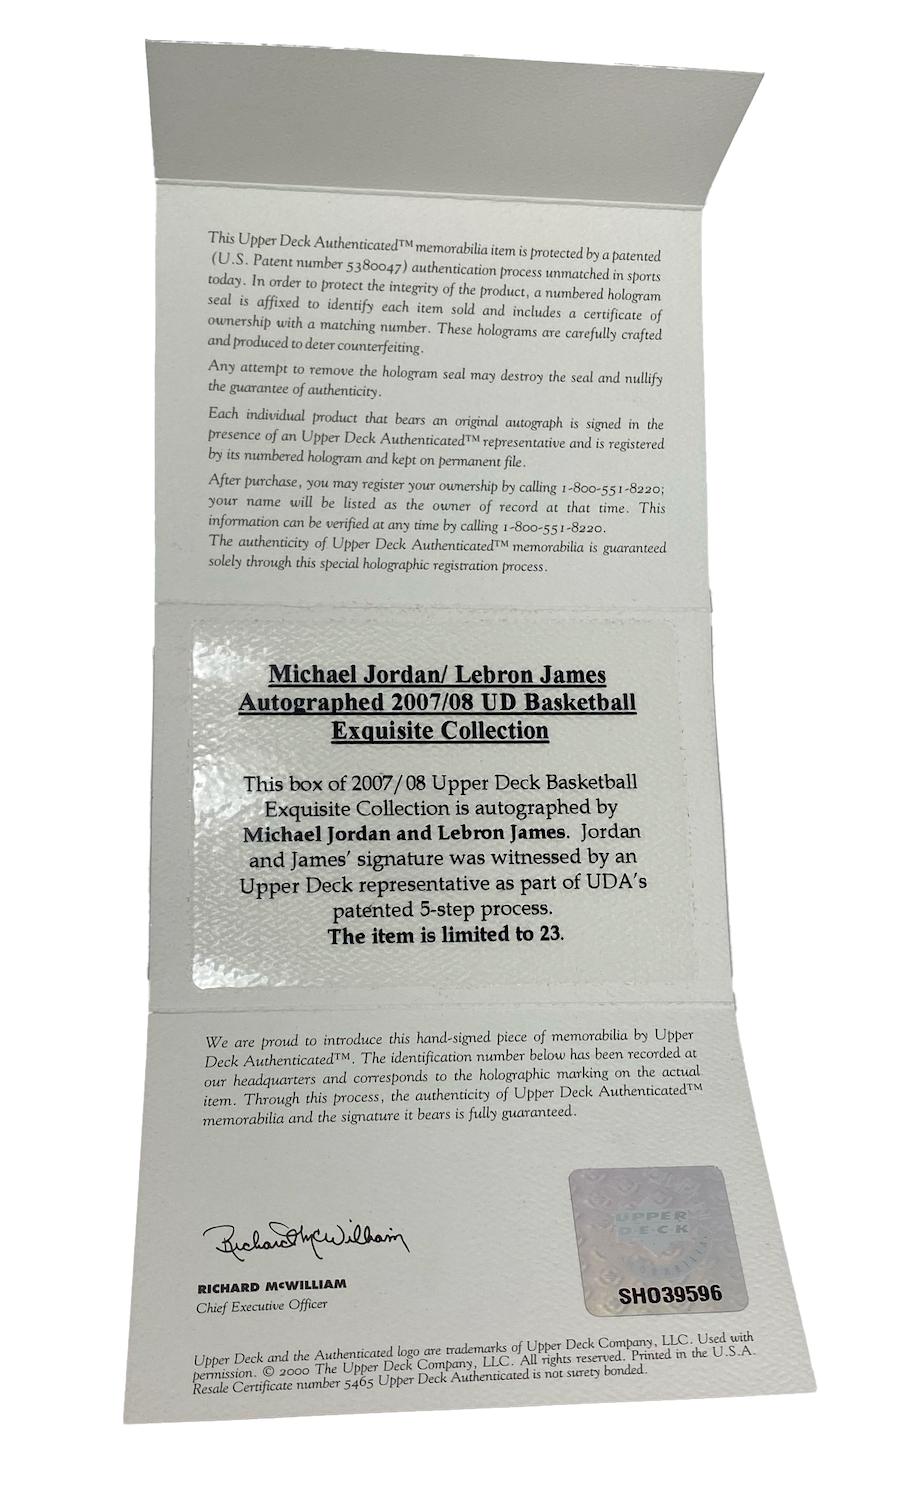 This Upper Deck Authenticated™ memorabilia item is protected by a patented
(U.S. Patent number 5380047) authentication process unmatched in sports
today. In order to protect the integrity of the product, a numbered hologram
seal is affixed to identify each item sold and includes a certificate of
ownership with a matching number. These holograms are carefully crafted
and produced to deter counterfeiting.
Any attempt to remove the hologram seal may destroy the seal and nullify
the guarantee of authenticity.
Each individual product that bears an original autograph is signed in the
presence of an Upper Deck Authenticated™ representative and is registered
by its numbered hologram and kept on permanent file.
After purchase, you may register your ownership by calling 1-800-551-8220;
your name will be listed as the owner of record at that time. This
information can be verified at any time by calling 1-800-551-8220.
The authenticity of Upper Deck Authenticated™ memorabilia is guaranteed
solely through this special holographic registration process.
Michael Jordan/ Lebron James
Autographed 2007/08 UD Basketball
Exquisite Collection
This box of 2007/08 Upper Deck Basketball
Exquisite Collection is autographed by
Michael Jordan and Lebron James. Jordan
and James' signature was witnessed by an
Upper Deck representative as part of UDA's
patented 5-step process.
The item is limited to 23.
We are proud to introduce this hand-signed piece of memorabilia by Upper
Deck Authenticated™. The identification number below has been recorded at
our headquarters and corresponds to the holographic marking on the actual
item. Through this process, the authenticity of Upper Deck Authenticated™
memorabilia and the signature it bears is fully guaranteed.
Richard McWilliam
RICHARD McWILLIAM
Chief Executive Officer
UPPER
DECK
SHO39596
Upper Deck and the Authenticated logo are trademarks of Upper Deck Company, LLC. Used with
permission. © 2000 The Upper Deck Company, LLC. All rights reserved. Printed in the U.S.A.
Resale Certificate number 5465 Upper Deck Authenticated is not surety bonded.